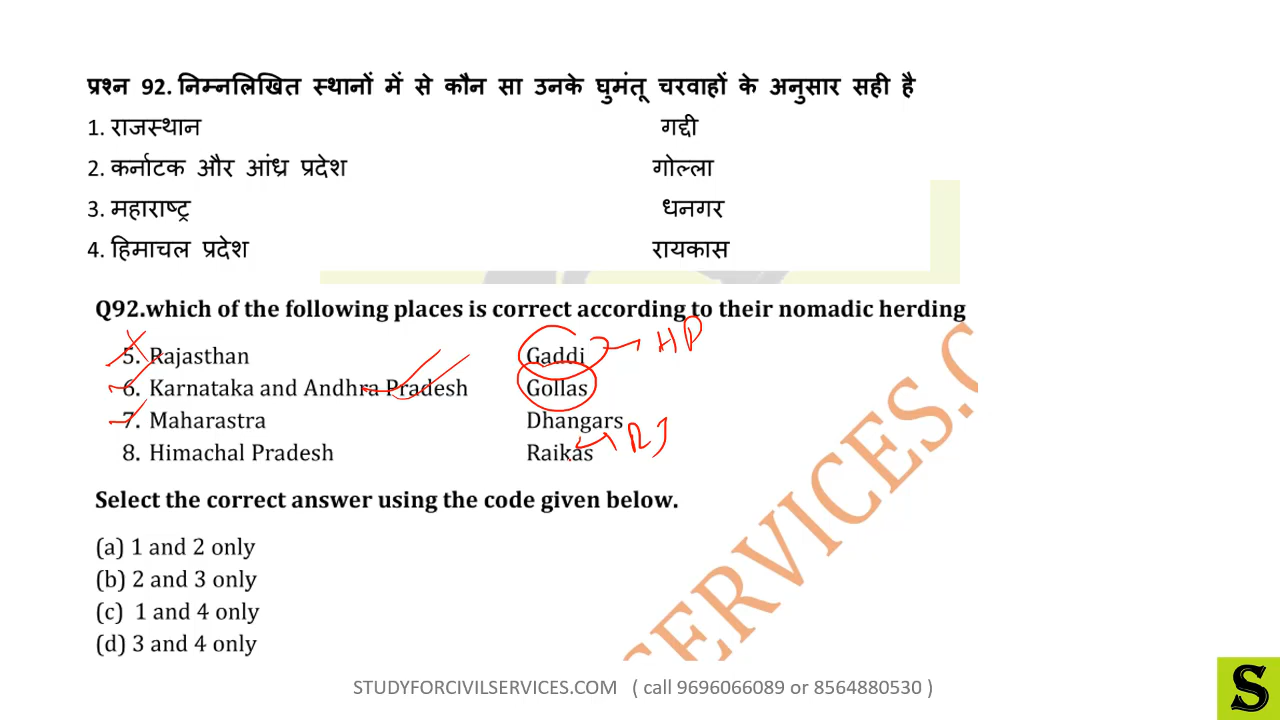 प्रश्न 92. निम्नलिखित स्थानों में से कौन सा उनके घुमंतू चरवाहों के अनुसार सही है
1. राजस्थान गद्दी
2. कर्नाटक और आंध्र प्रदेश गोल्ला
3. महाराष्ट्र धनगर
4. हिमाचल प्रदेश रायकास
Q92.which of the following places is correct according to their nomadic herding
5. Rajasthan Gaddi HP
6. Karnataka and Andhra Pradesh Gollas
7. Maharastra Dhangars
8. Himachal Pradesh Raikas RJ
Select the correct answer using the code given below.
(a) 1 and 2 only
(b) 2 and 3 only
(c) 1 and 4 only
(d) 3 and 4 only
SERVICES.C
STUDYFORCIVILSERVICES.COM ( call 9696066089 or 8564880530 )
S